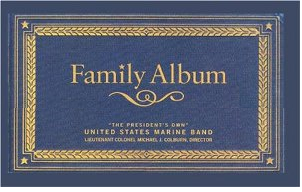 Family Album
"THE PRESIDENT'S OWN"
UNITED STATES MARINE BAND
LIEUTENANT COLONEL MICHAEL J. COLBURN, DIRECTOR